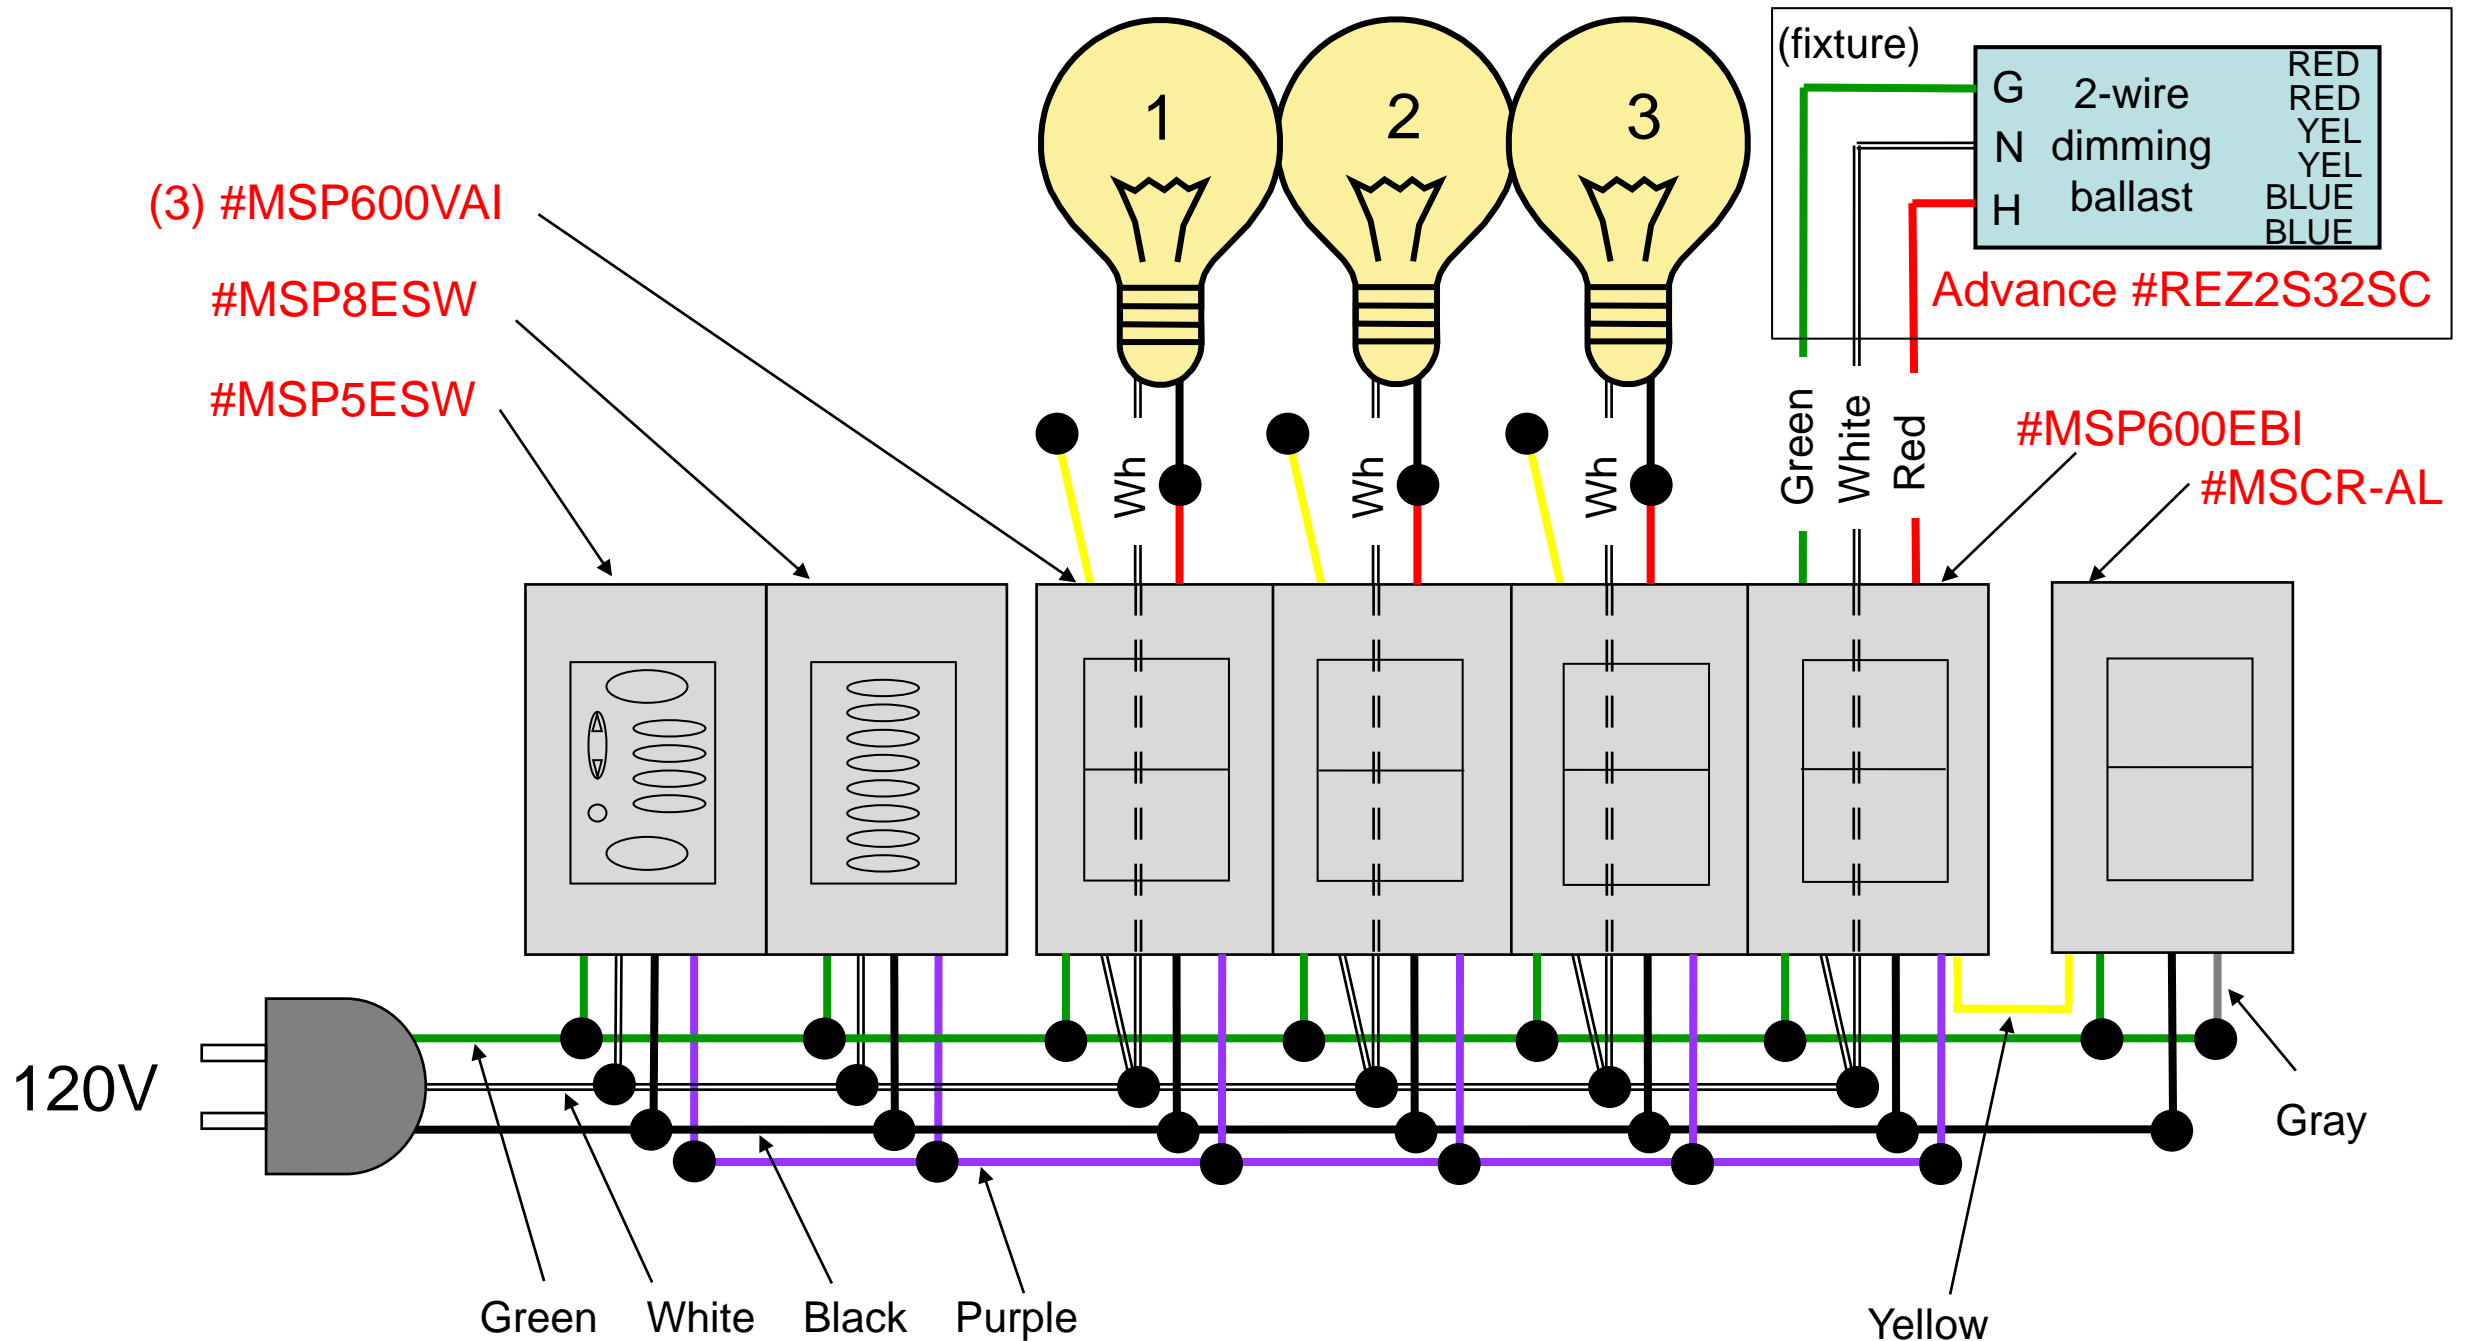 (fixture)
1
2
3
G
N
H
2-wire
dimming
ballast
RED
RED
YEL
YEL
BLUE
BLUE
Advance #REZ2S32SC
(3) #MSP600VAI
#MSP8ESW
#MSP5ESW
Wh
Wh
Wh
Green
White
Red
#MSP600EBI
#MSCR-AL
120V
Gray
Green
White
Black
Purple
Yellow